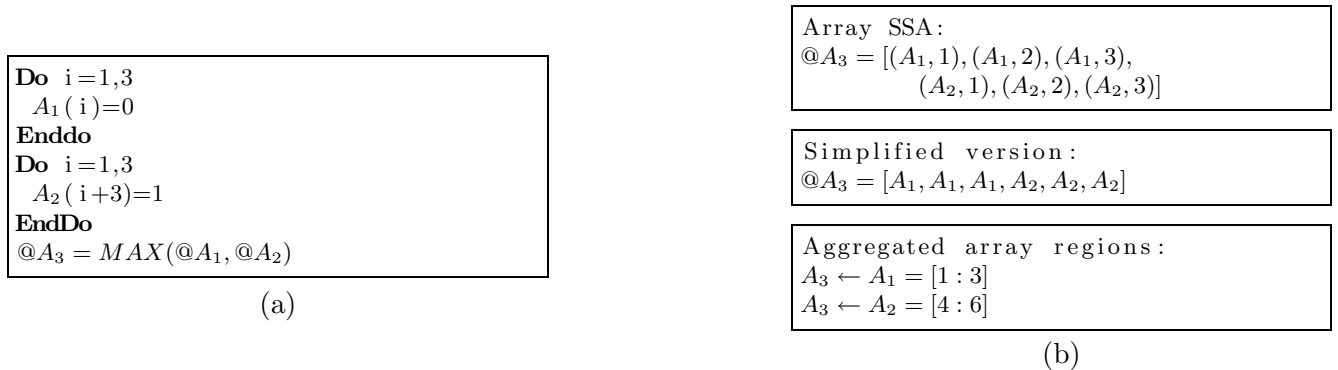 Do i=1,3
A₁(i)=0
Enddo
Do i=1,3
A₂(i+3)=1
EndDo
@A₃ = MAX(@A₁, @A₂)
(a)
Array SSA:
@A₃ = [(A₁, 1), (A₁, 2), (A₁, 3),
(A₂, 1), (A₂, 2), (A₂, 3)]
Simplified version:
@A₃ = [A₁, A₁, A₁, A₂, A₂, A₂]
Aggregated array regions:
A₃ ← A₁ = [1 : 3]
A₃ ← A₂ = [4 : 6]
(b)